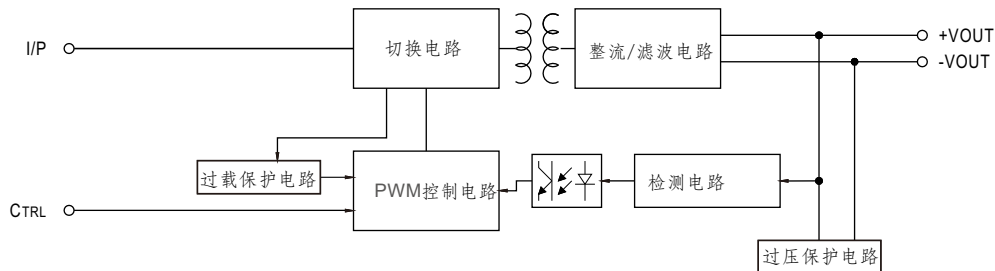 I/P
切换电路
整流/滤波电路
+VOUT
-VOUT
过载保护电路
PWM控制电路
检测电路
CTRL
过压保护电路